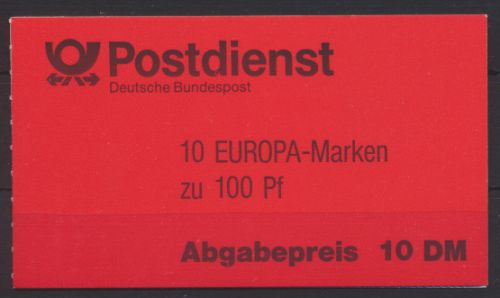 Postdienst
Deutsche Bundespost
10 EUROPA-Marken
zu 100 Pf
Abgabepreis 10 DM